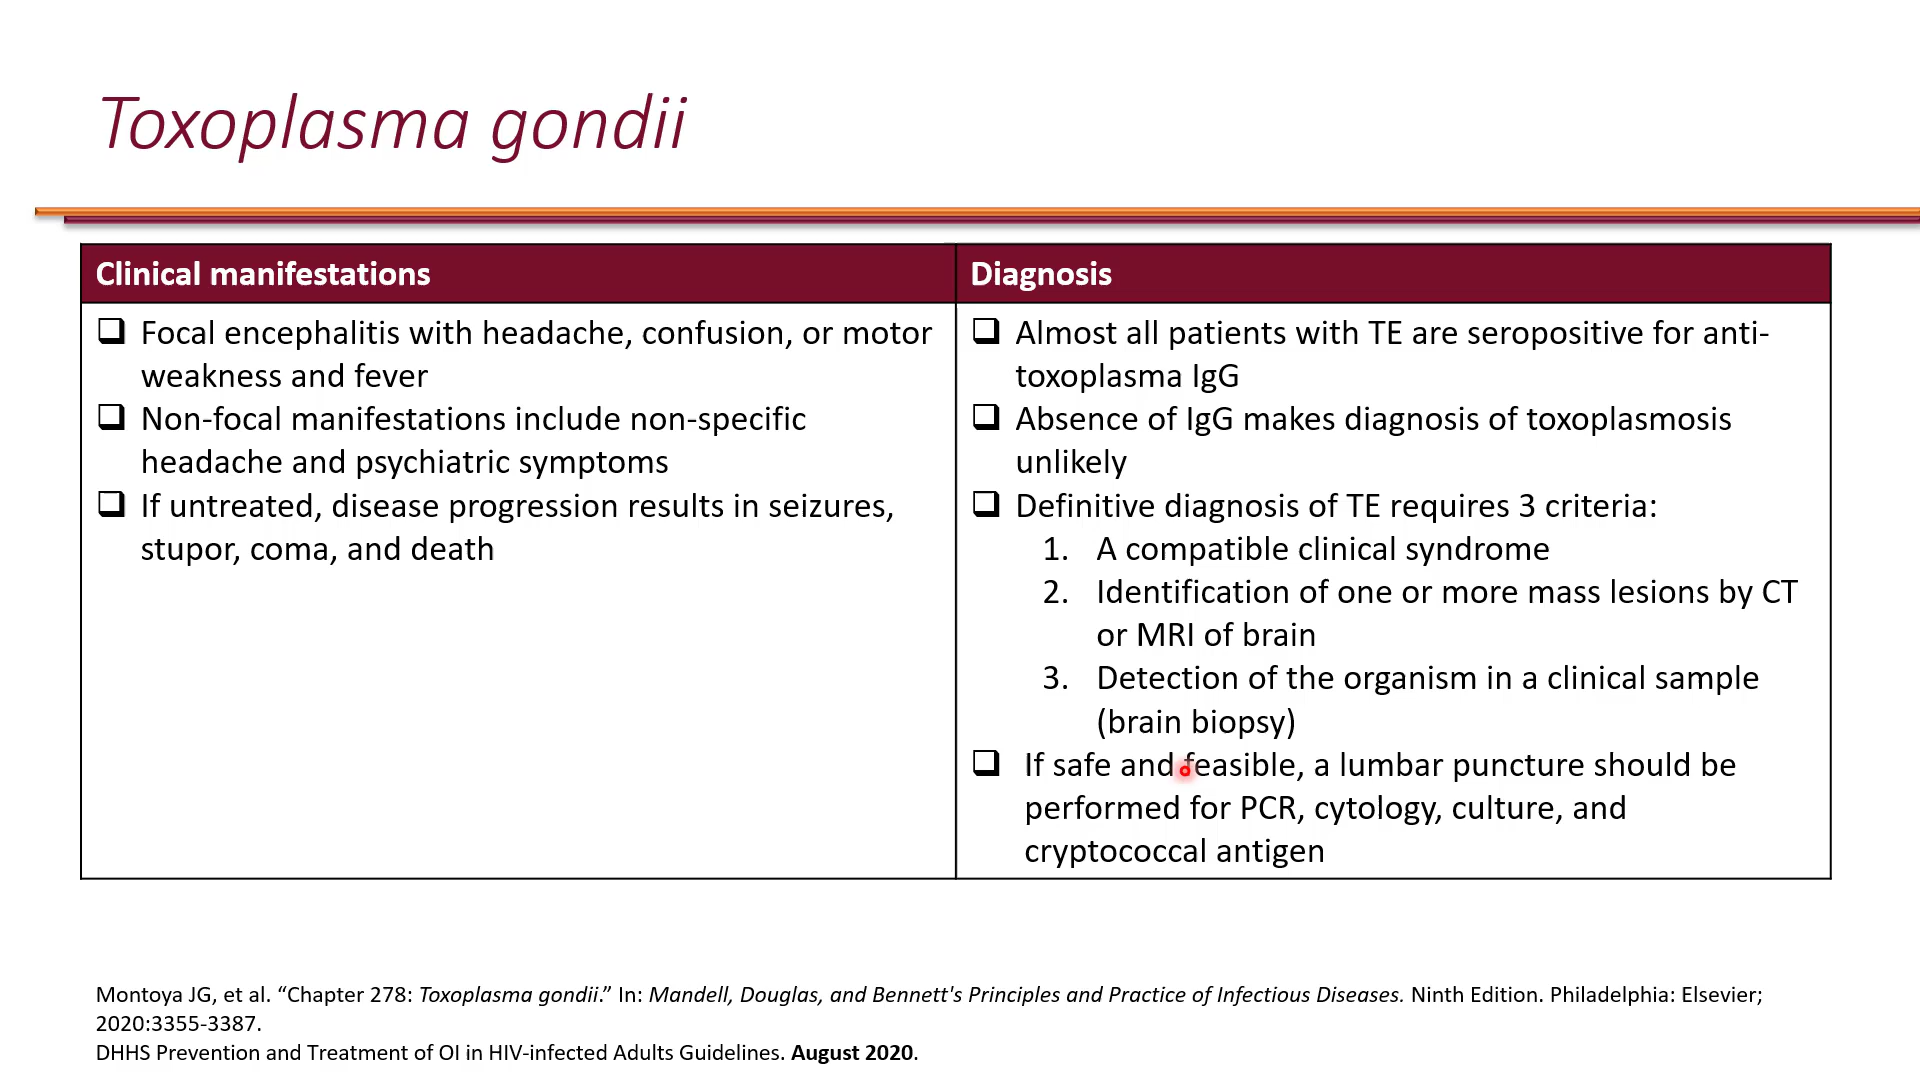 Toxoplasma gondii
Clinical manifestations
❑ Focal encephalitis with headache, confusion, or motor
weakness and fever
❑ Non-focal manifestations include non-specific
headache and psychiatric symptoms
❑ If untreated, disease progression results in seizures,
stupor, coma, and death
Diagnosis
❑ Almost all patients with TE are seropositive for anti-
toxoplasma IgG
❑ Absence of IgG makes diagnosis of toxoplasmosis
unlikely
❑ Definitive diagnosis of TE requires 3 criteria:
1. A compatible clinical syndrome
2. Identification of one or more mass lesions by CT
or MRI of brain
3. Detection of the organism in a clinical sample
(brain biopsy)
❑ If safe and feasible, a lumbar puncture should be
performed for PCR, cytology, culture, and
cryptococcal antigen
Montoya JG, et al. “Chapter 278: Toxoplasma gondii.” In: Mandell, Douglas, and Bennett's Principles and Practice of Infectious Diseases. Ninth Edition. Philadelphia: Elsevier;
2020:3355-3387.
DHHS Prevention and Treatment of OI in HIV-infected Adults Guidelines. August 2020.